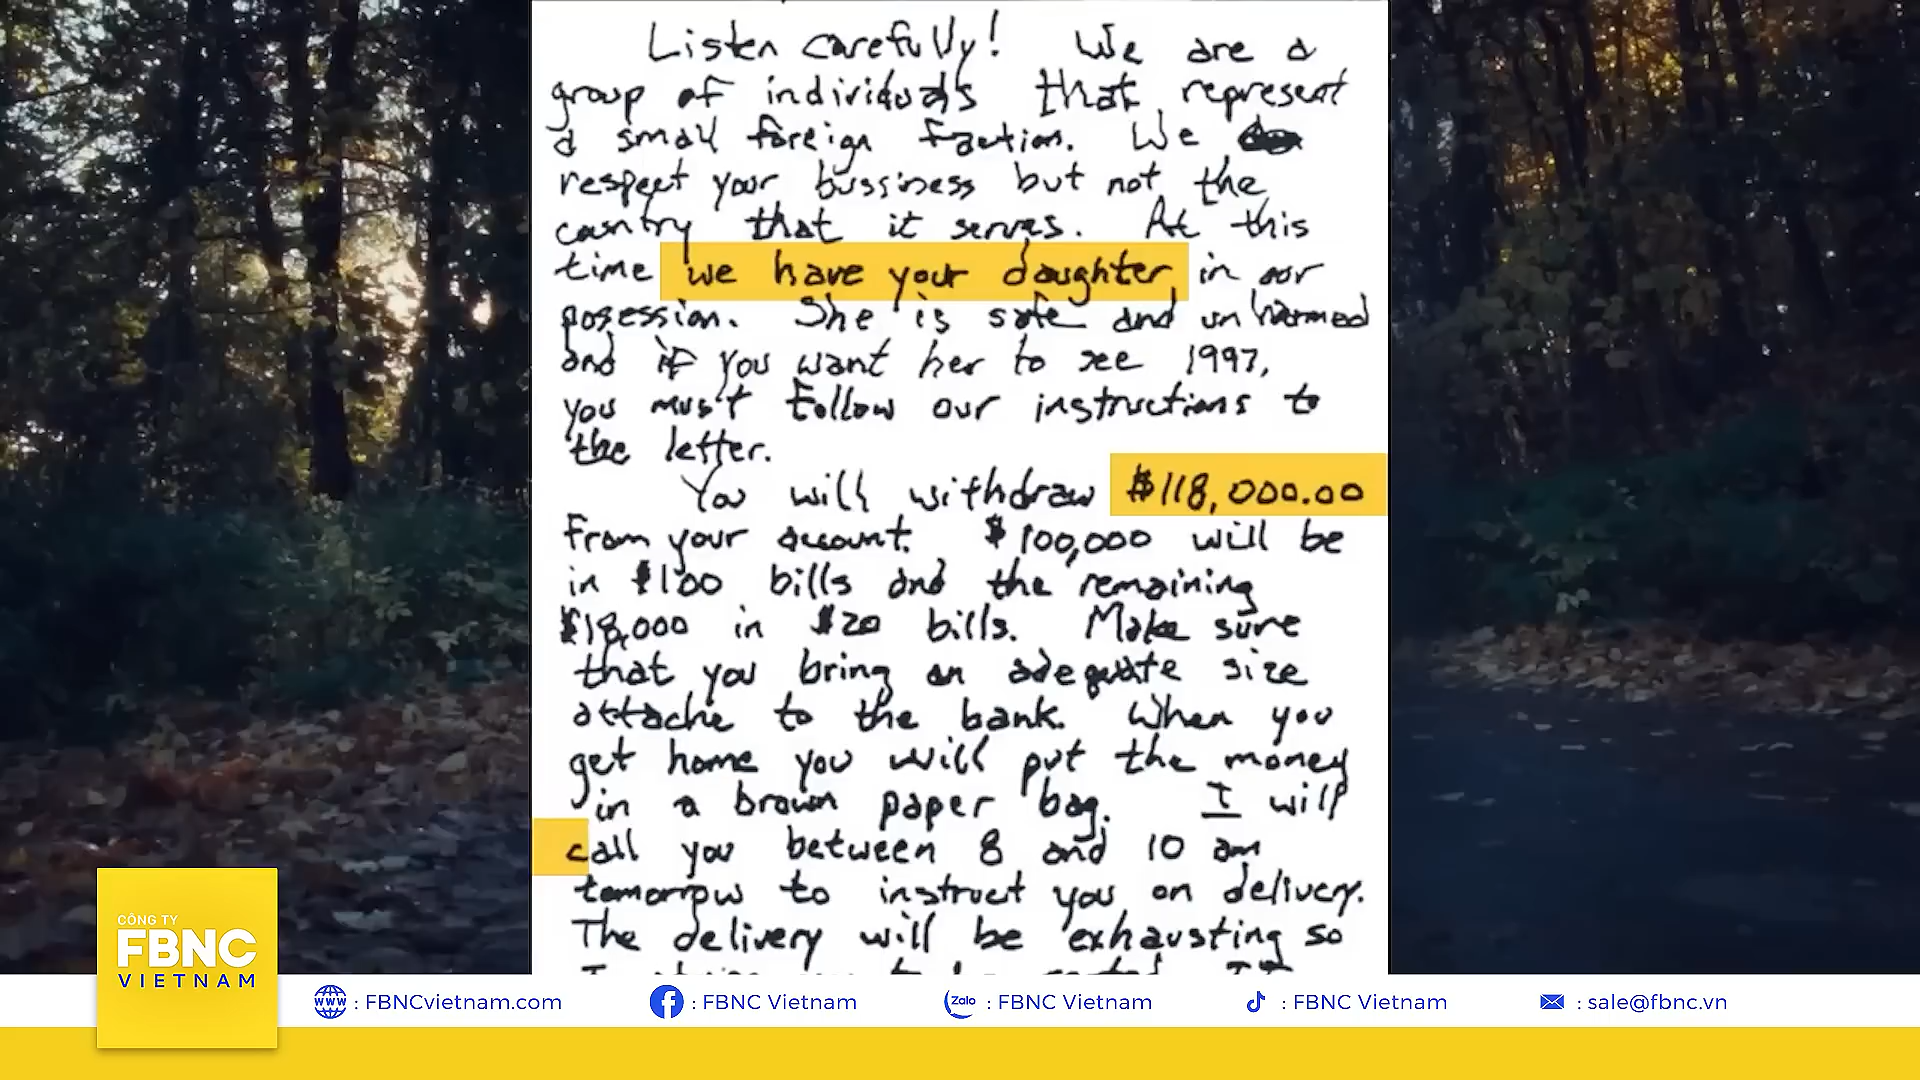 Listen carefully! We are a
group of individuals that represent
a small foreign faction. We
respect your bussiness but not the
country that it serves. At this
time we have your daughter in our
posession. She is safe and unharmed
and if you want her to see 1997,
you must follow our instructions to
the letter.
You will withdraw $118,000.00
from your account. $100,000 will be
in $100 bills and the remaining
$18,000 in $20 bills. Make sure
that you bring an adequate size
attache to the bank. When you
get home you will put the money
in a brown paper bag. I will
call you between 8 and 10 am
tomorrow to instruct you on delivery.
The delivery will be exhausting so
CÔNG TY
FBNC
VIETNAM
www : FBNCvietnam.com
: FBNC Vietnam
Zalo : FBNC Vietnam
: FBNC Vietnam
: sale@fbnc.vn